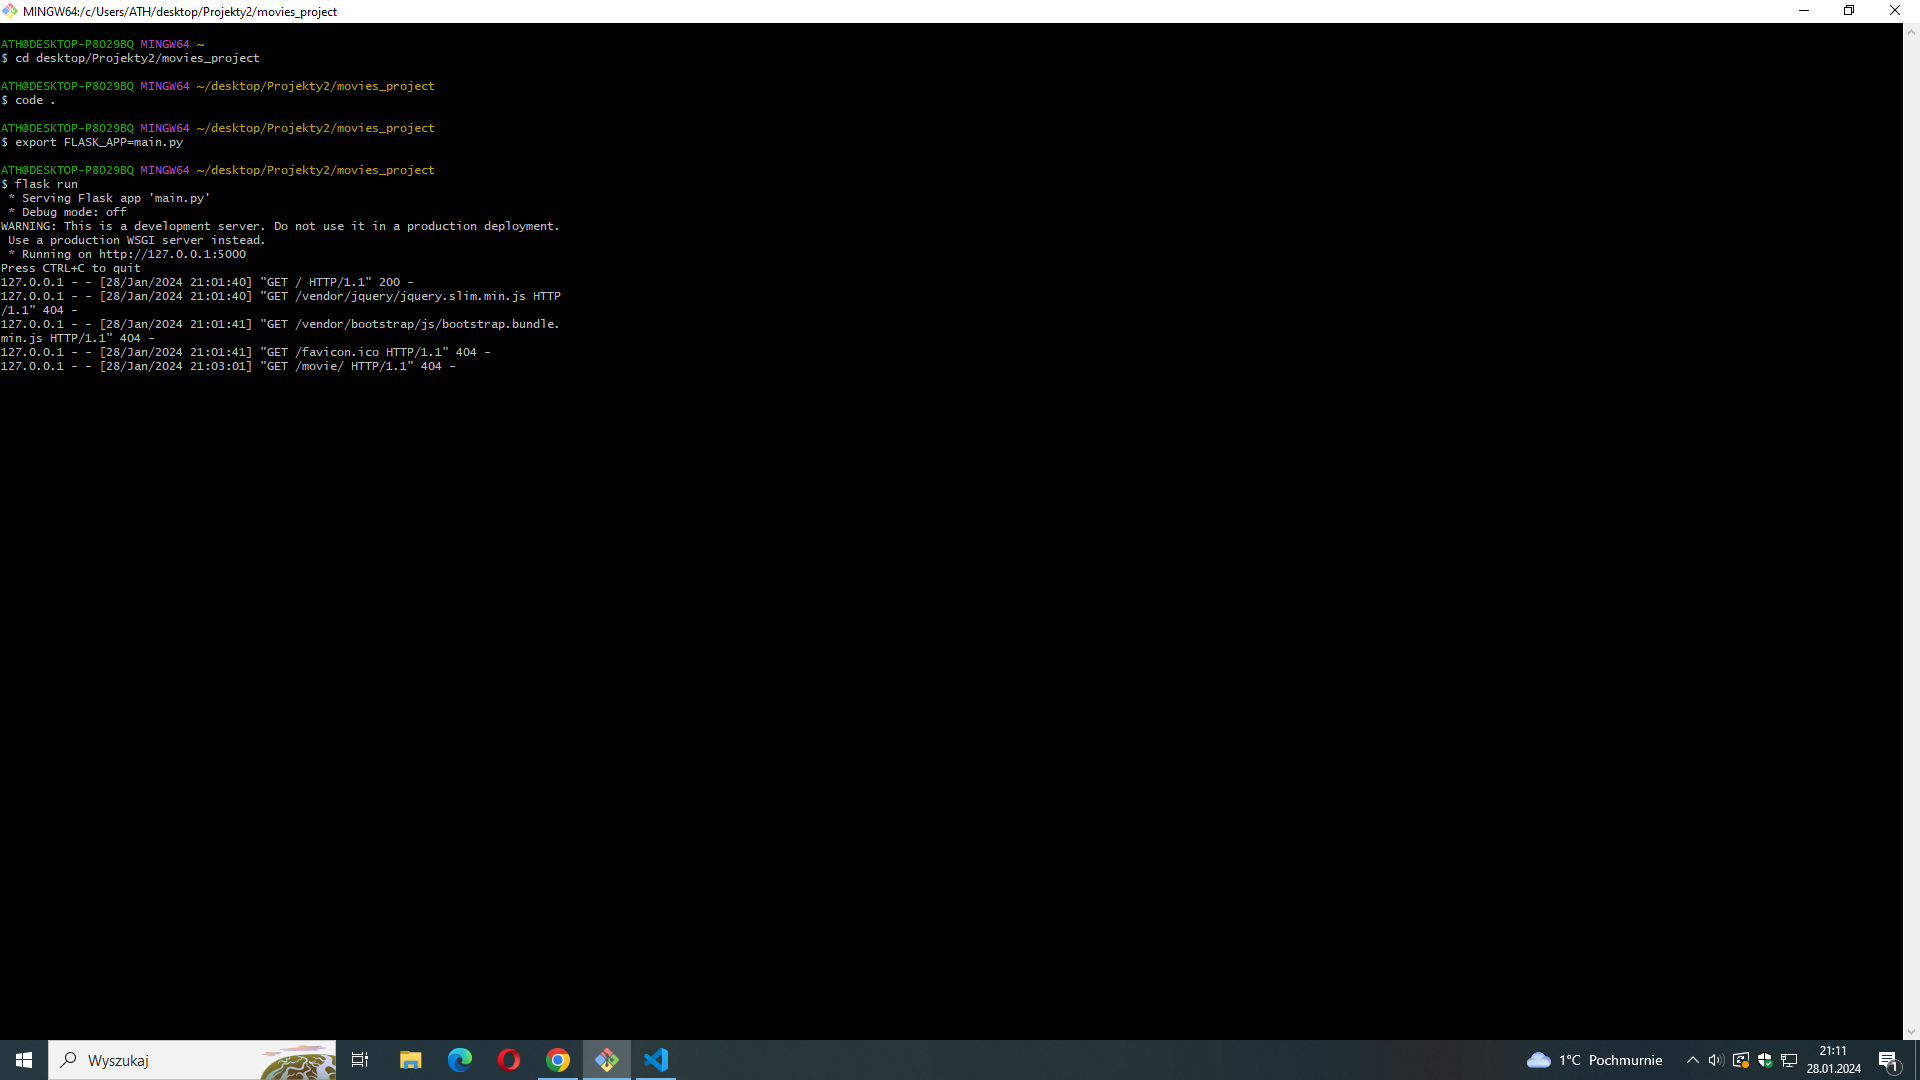 MINGW64:/c/Users/ATH/desktop/Projekty2/movies_project
ATH@DESKTOP-P8O29BQ MINGW64 ~
$ cd desktop/Projekty2/movies_project
ATH@DESKTOP-P8O29BQ MINGW64 ~/desktop/Projekty2/movies_project
$ code .
ATH@DESKTOP-P8O29BQ MINGW64 ~/desktop/Projekty2/movies_project
$ export FLASK_APP=main.py
ATH@DESKTOP-P8O29BQ MINGW64 ~/desktop/Projekty2/movies_project
$ flask run
 * Serving Flask app 'main.py'
 * Debug mode: off
WARNING: This is a development server. Do not use it in a production deployment.
 Use a production WSGI server instead.
 * Running on http://127.0.0.1:5000
Press CTRL+C to quit
127.0.0.1 - - [28/Jan/2024 21:01:40] "GET / HTTP/1.1" 200 -
127.0.0.1 - - [28/Jan/2024 21:01:40] "GET /vendor/jquery/jquery.slim.min.js HTTP
/1.1" 404 -
127.0.0.1 - - [28/Jan/2024 21:01:41] "GET /vendor/bootstrap/js/bootstrap.bundle.
min.js HTTP/1.1" 404 -
127.0.0.1 - - [28/Jan/2024 21:01:41] "GET /favicon.ico HTTP/1.1" 404 -
127.0.0.1 - - [28/Jan/2024 21:03:01] "GET /movie/ HTTP/1.1" 404 -
Wyszukaj
1°C Pochmurnie
21:11
28.01.2024
1